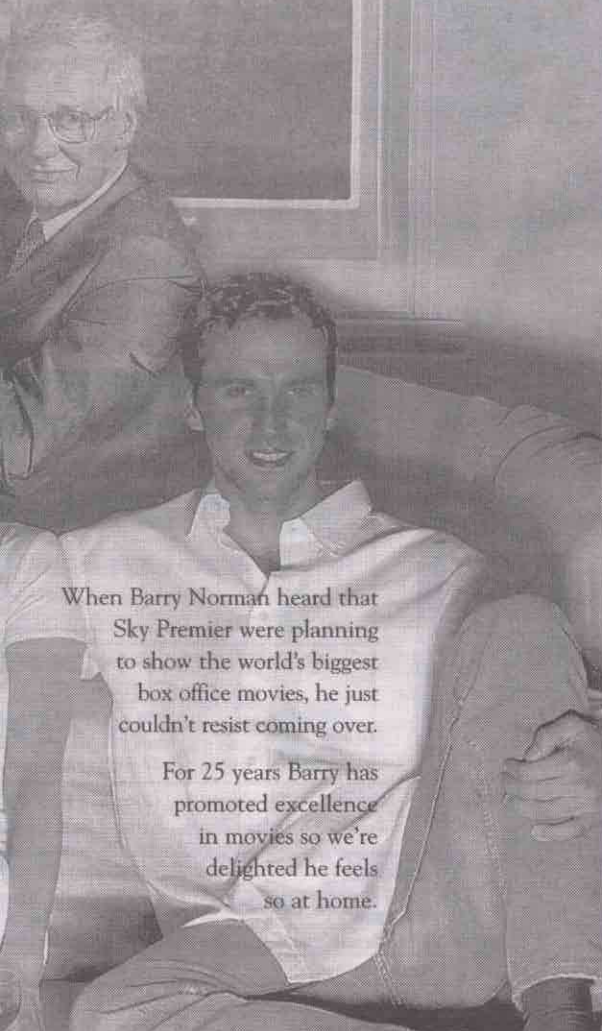 When Barry Norman heard that
Sky Premier were planning
to show the world's biggest
box office movies, he just
couldn't resist coming over.
For 25 years Barry has
promoted excellence
in movies so we're
delighted he feels
so at home.